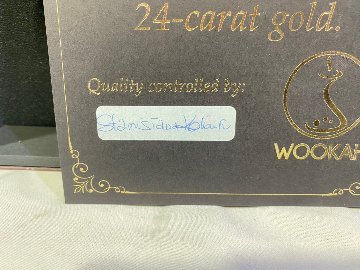 24-carat gold.
Quality controlled by:
WOOKAH